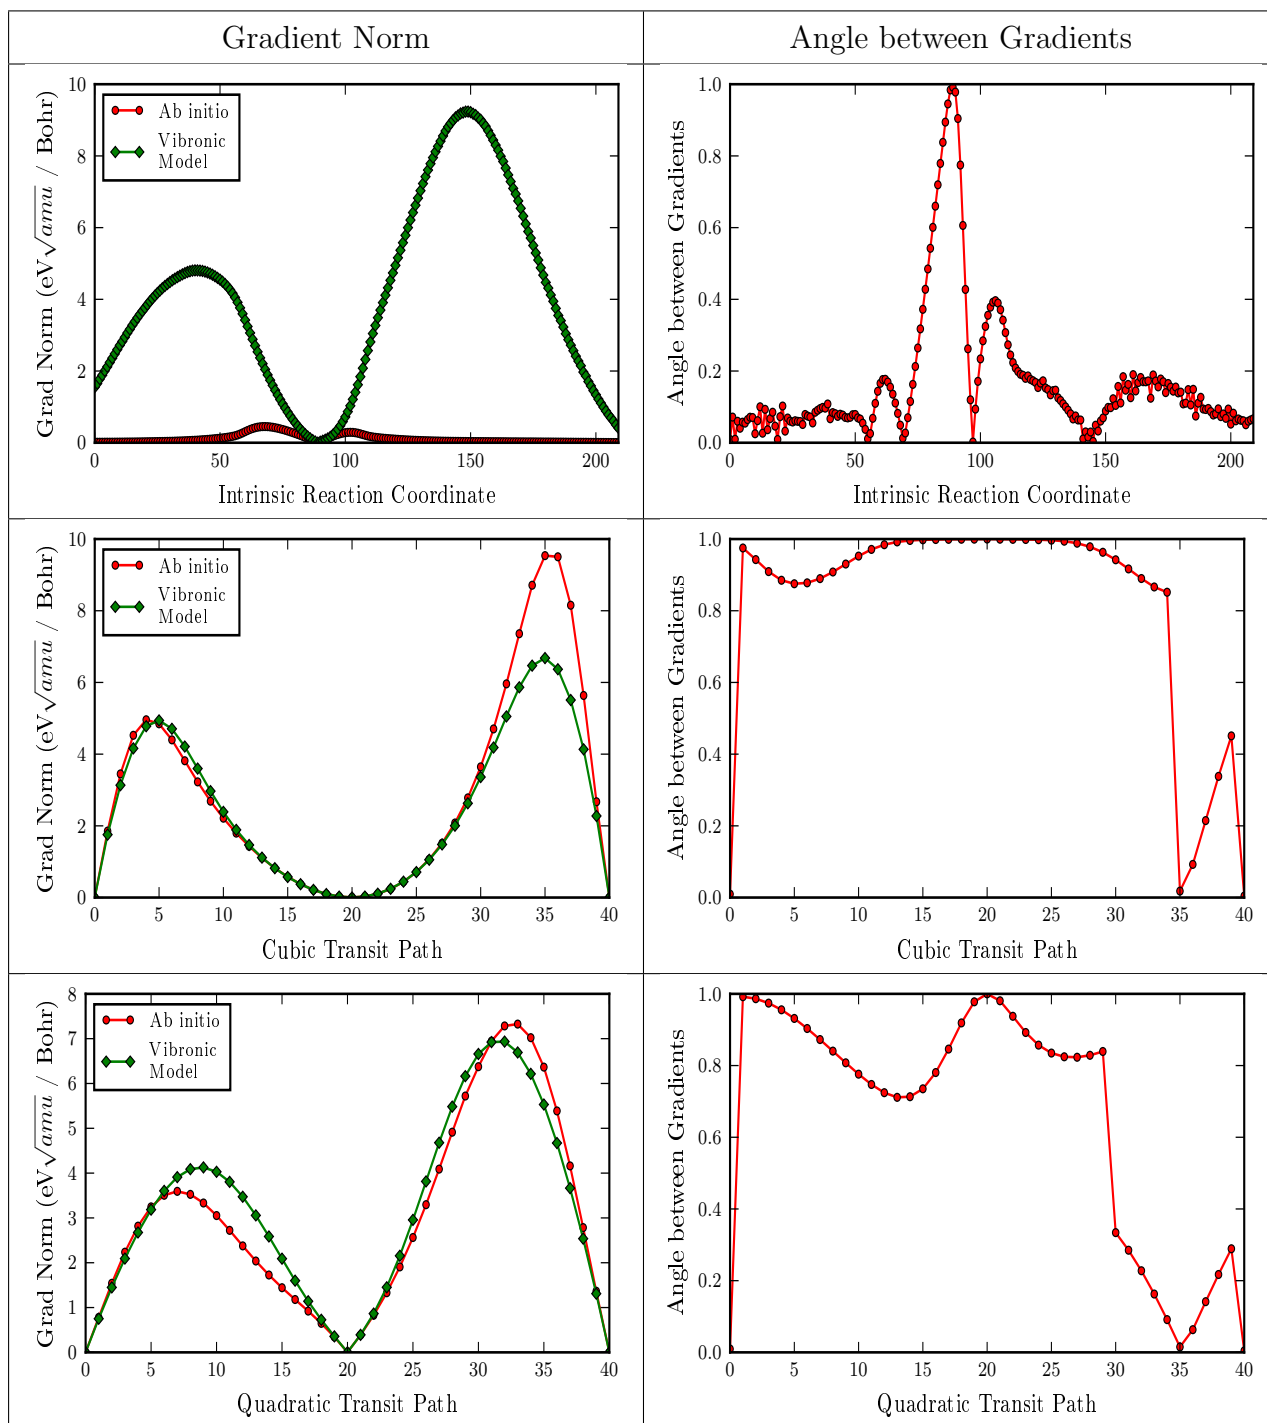 Gradient Norm
Angle between Gradients
Grad Norm (eV√amu / Bohr)
10
8
6
4
2
0
Ab initio
Vibronic
Model
0 50 100 150 200
Intrinsic Reaction Coordinate
Angle between Gradients
1.0
0.8
0.6
0.4
0.2
0.0
0 50 100 150 200
Intrinsic Reaction Coordinate
Grad Norm (eV√amu / Bohr)
10
8
6
4
2
0
Ab initio
Vibronic
Model
0 5 10 15 20 25 30 35 40
Cubic Transit Path
Angle between Gradients
1.0
0.8
0.6
0.4
0.2
0.0
0 5 10 15 20 25 30 35 40
Cubic Transit Path
Grad Norm (eV√amu / Bohr)
8
7
6
5
4
3
2
1
0
Ab initio
Vibronic
Model
0 5 10 15 20 25 30 35 40
Quadratic Transit Path
Angle between Gradients
1.0
0.8
0.6
0.4
0.2
0.0
0 5 10 15 20 25 30 35 40
Quadratic Transit Path